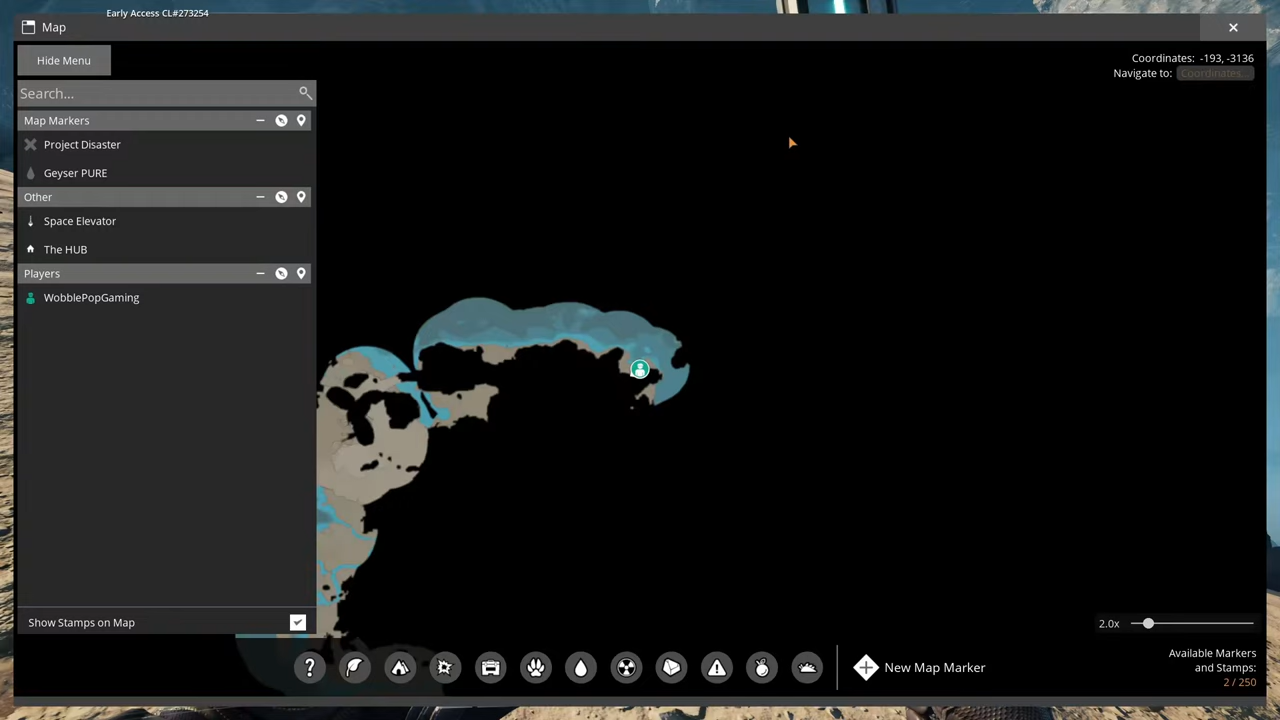 Early Access CL#273254
Map
Hide Menu
Coordinates: -193, -3136
Navigate to: Coordinates...
Search...
Map Markers
Project Disaster
Geyser PURE
Other
Space Elevator
The HUB
Players
WobblePopGaming
Show Stamps on Map
2.0x
New Map Marker
Available Markers
and Stamps:
2 / 250